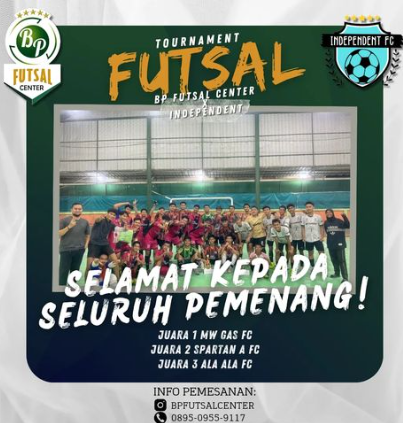 BP
FUTSAL
CENTER
INDEPENDENT FC
TOURNAMENT
FUTSAL
BP FUTSAL CENTER
X
INDEPENDENT
SELAMAT KEPADA
SELURUH PEMENANG!
JUARA 1 MW GAS FC
JUARA 2 SPARTAN A FC
JUARA 3 ALA ALA FC
INFO PEMESANAN:
BPFUTSALCENTER
0895-0955-9117